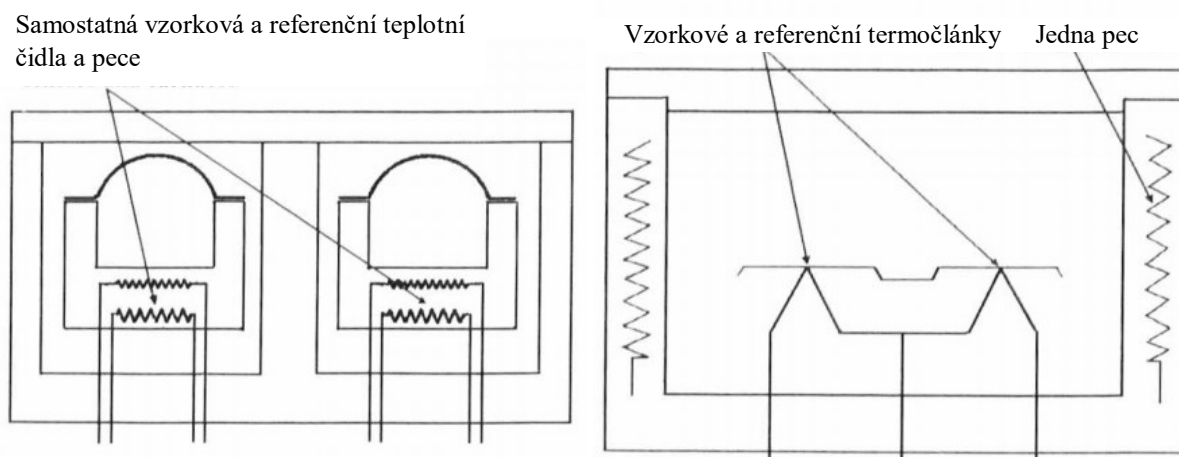 Samostatná vzorková a referenční teplotní
čidla a pece
Vzorkové a referenční termočlánky
Jedna pec